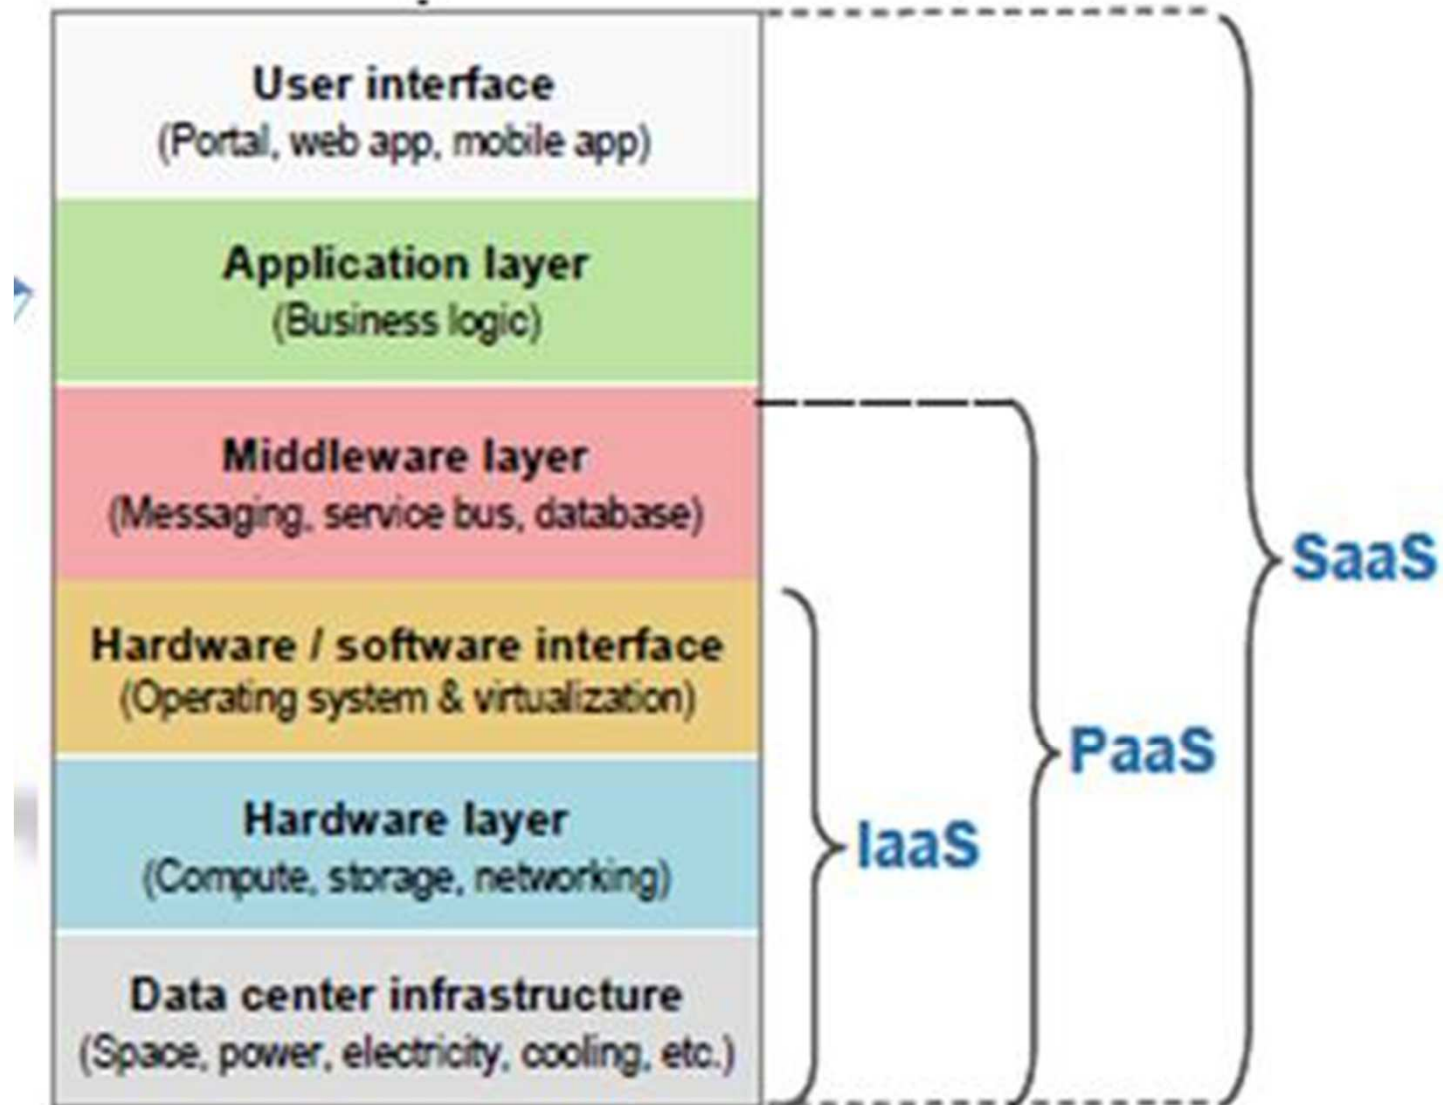 User interface
(Portal, web app, mobile app)
Application layer
(Business logic)
Middleware layer
(Messaging, service bus, database)
Hardware / software interface
(Operating system & virtualization)
Hardware layer
(Compute, storage, networking)
Data center infrastructure
(Space, power, electricity, cooling, etc.)
IaaS
PaaS
SaaS